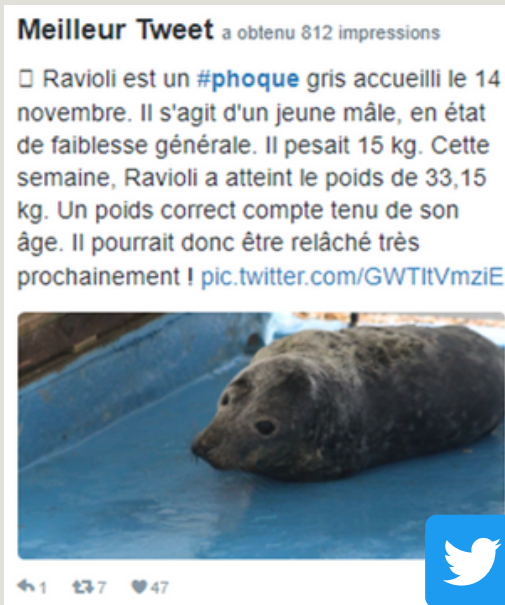 Meilleur Tweet a obtenu 812 impressions
Ravioli est un #phoque gris accueilli le 14
novembre. Il s'agit d'un jeune mâle, en état
de faiblesse générale. Il pesait 15 kg. Cette
semaine, Ravioli a atteint le poids de 33,15
kg. Un poids correct compte tenu de son
âge. Il pourrait donc être relâché très
prochainement ! pic.twitter.com/GWTItVmziE
1 7 47